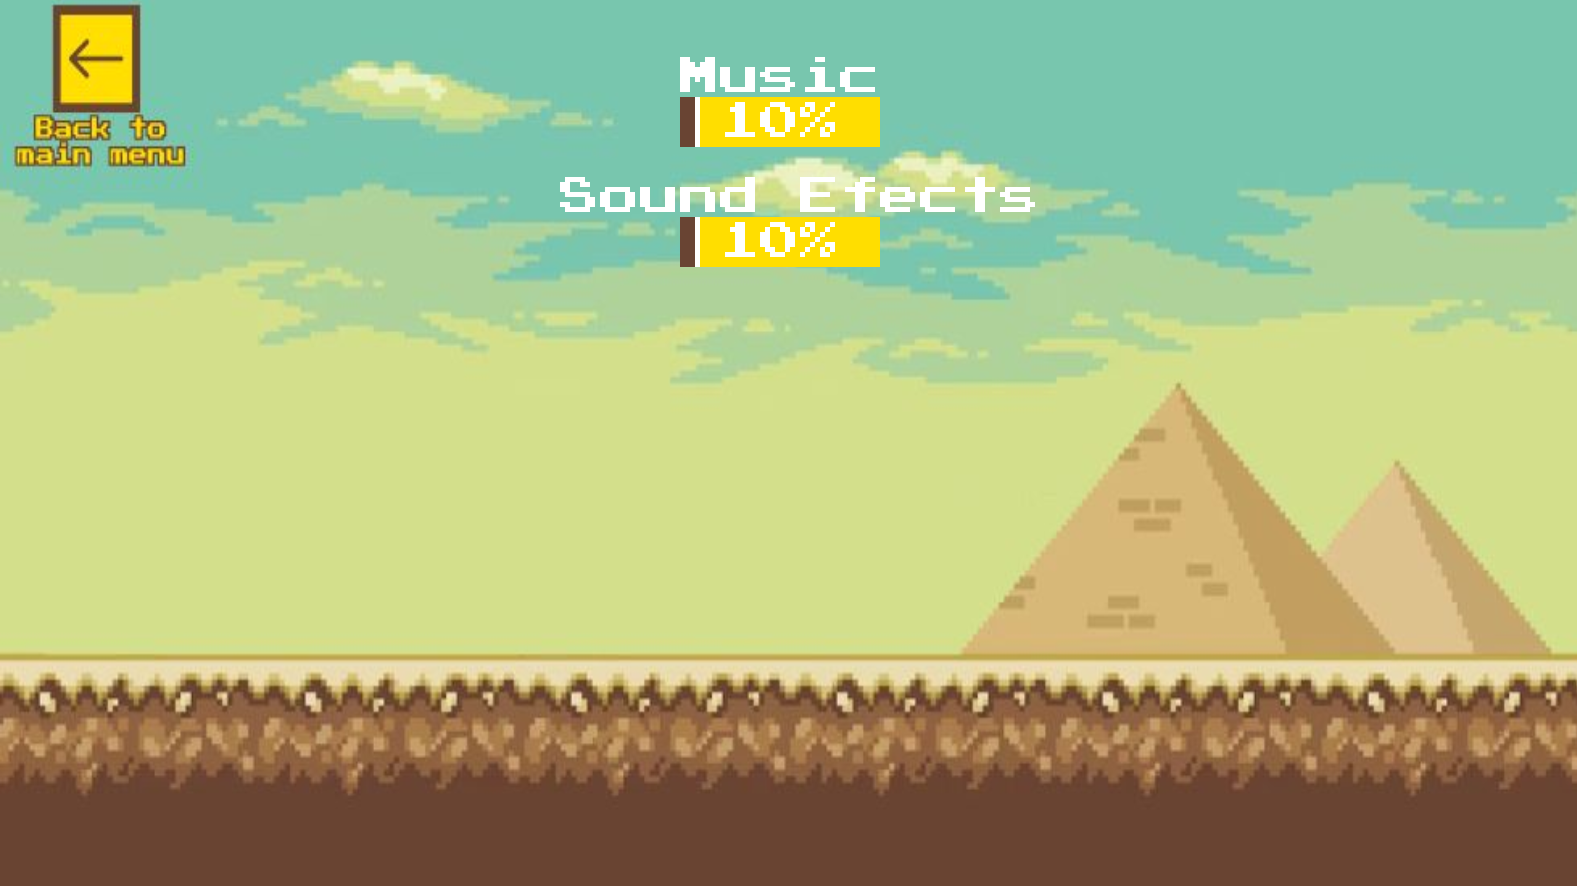 Music
10%
Back to
main menu
Sound Efects
10%